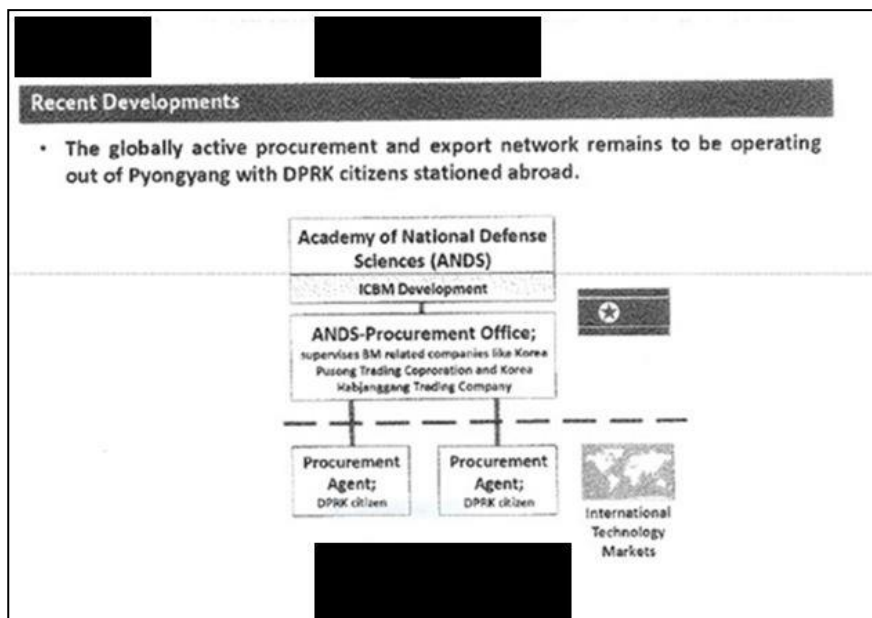 Recent Developments
• The globally active procurement and export network remains to be operating
out of Pyongyang with DPRK citizens stationed abroad.
Academy of National Defense
Sciences (ANDS)
ICBM Development
ANDS-Procurement Office;
supervises BM related companies like Korea
Pusong Trading Coproration and Korea
Habjanggang Trading Company
Procurement
Agent;
DPRK citizen
Procurement
Agent;
DPRK citizen
International
Technology
Markets